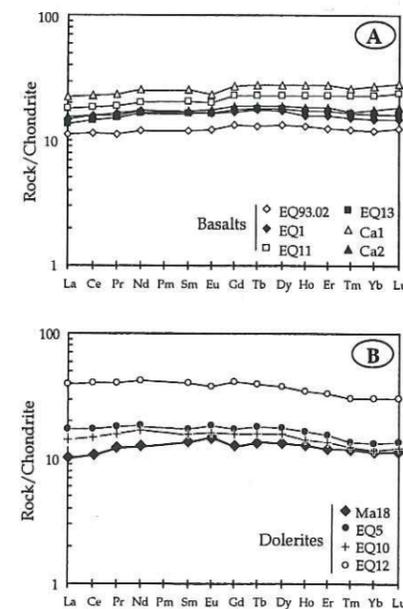 A
100
10
1
Rock/Chondrite
Basalts
EQ93.02
EQ1
EQ11
EQ13
Ca1
Ca2
La Ce Pr Nd Pm Sm Eu Gd Tb Dy Ho Er Tm Yb Lu
B
100
10
1
Rock/Chondrite
Dolerites
Ma18
EQ5
EQ10
EQ12
La Ce Pr Nd Pm Sm Eu Gd Tb Dy Ho Er Tm Yb Lu